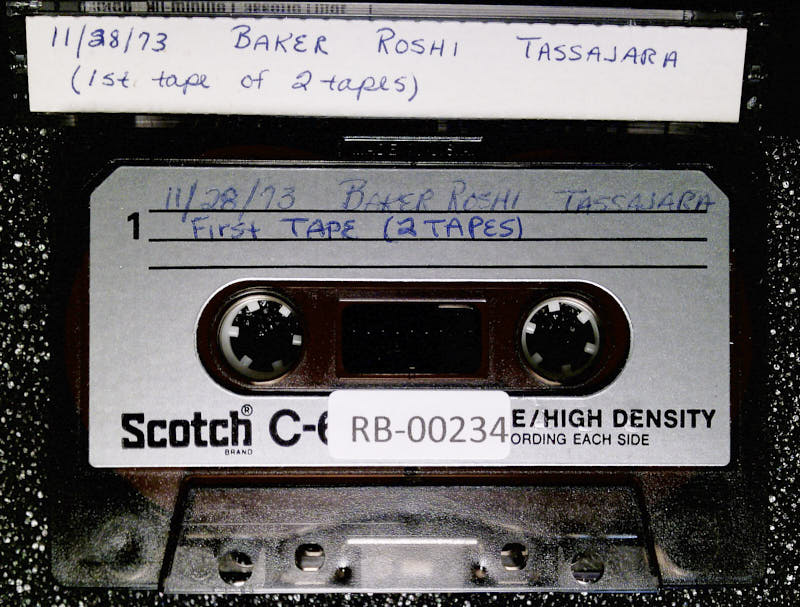 11/28/73 BAKER ROSHI TASSAJARA
(1st tape of 2 tapes)
11/28/73 BAKER ROSHI TASSAJARA
1 First TAPE (2 TAPES)
Scotch® C-6 E/HIGH DENSITY
BRAND ORDING EACH SIDE
RB-00234